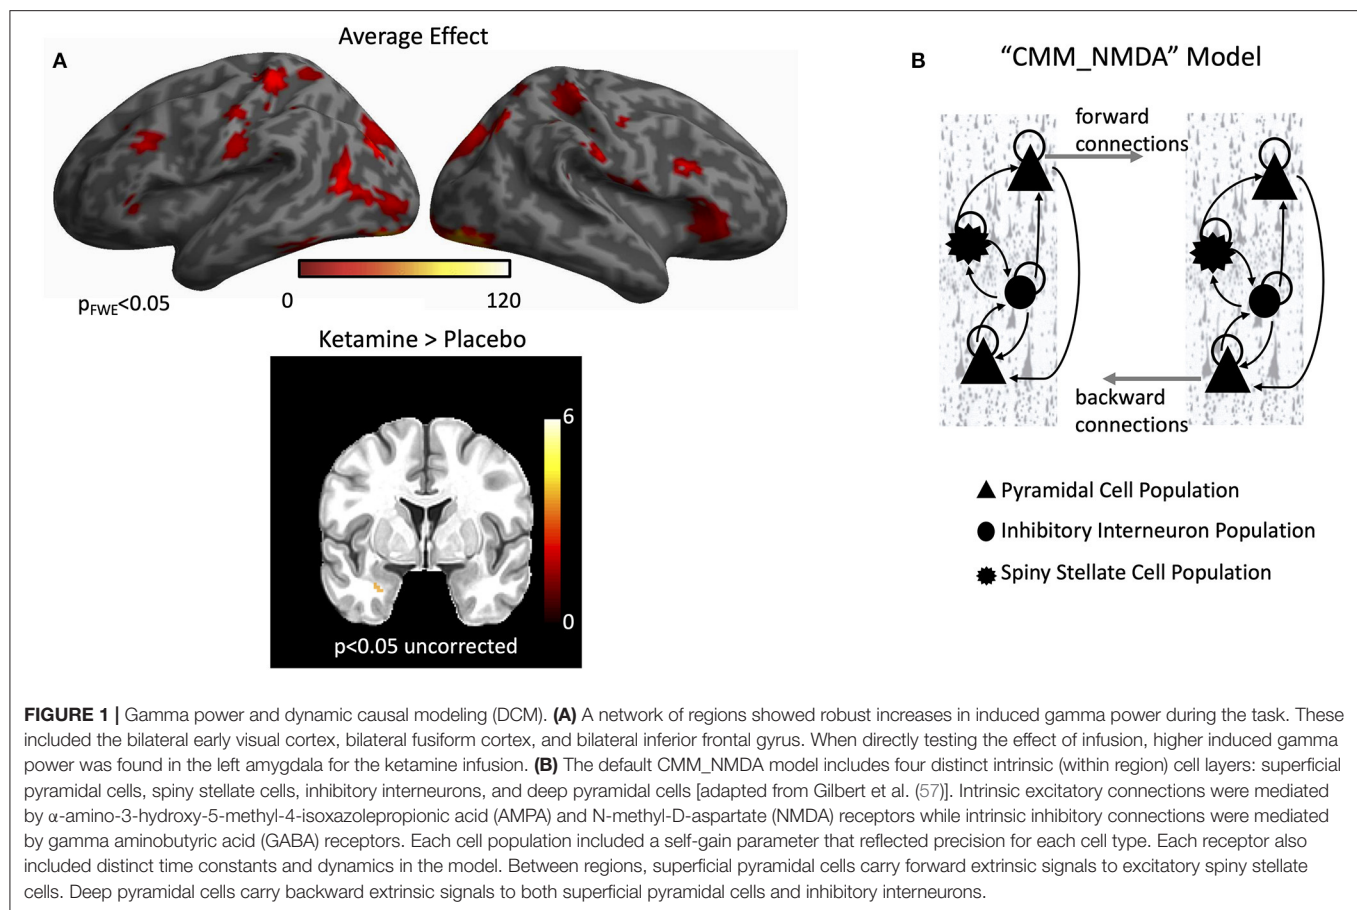 Average Effect
A
p_FWE<0.05
0
120
Ketamine > Placebo
6
0
p<0.05 uncorrected
B
“CMM_NMDA” Model
forward
connections
backward
connections
Pyramidal Cell Population
Inhibitory Interneuron Population
Spiny Stellate Cell Population
FIGURE 1 | Gamma power and dynamic causal modeling (DCM). (A) A network of regions showed robust increases in induced gamma power during the task. These
included the bilateral early visual cortex, bilateral fusiform cortex, and bilateral inferior frontal gyrus. When directly testing the effect of infusion, higher induced gamma
power was found in the left amygdala for the ketamine infusion. (B) The default CMM_NMDA model includes four distinct intrinsic (within region) cell layers: superficial
pyramidal cells, spiny stellate cells, inhibitory interneurons, and deep pyramidal cells [adapted from Gilbert et al. (57)]. Intrinsic excitatory connections were mediated
by α-amino-3-hydroxy-5-methyl-4-isoxazolepropionic acid (AMPA) and N-methyl-D-aspartate (NMDA) receptors while intrinsic inhibitory connections were mediated
by gamma aminobutyric acid (GABA) receptors. Each cell population included a self-gain parameter that reflected precision for each cell type. Each receptor also
included distinct time constants and dynamics in the model. Between regions, superficial pyramidal cells carry forward extrinsic signals to excitatory spiny stellate
cells. Deep pyramidal cells carry backward extrinsic signals to both superficial pyramidal cells and inhibitory interneurons.